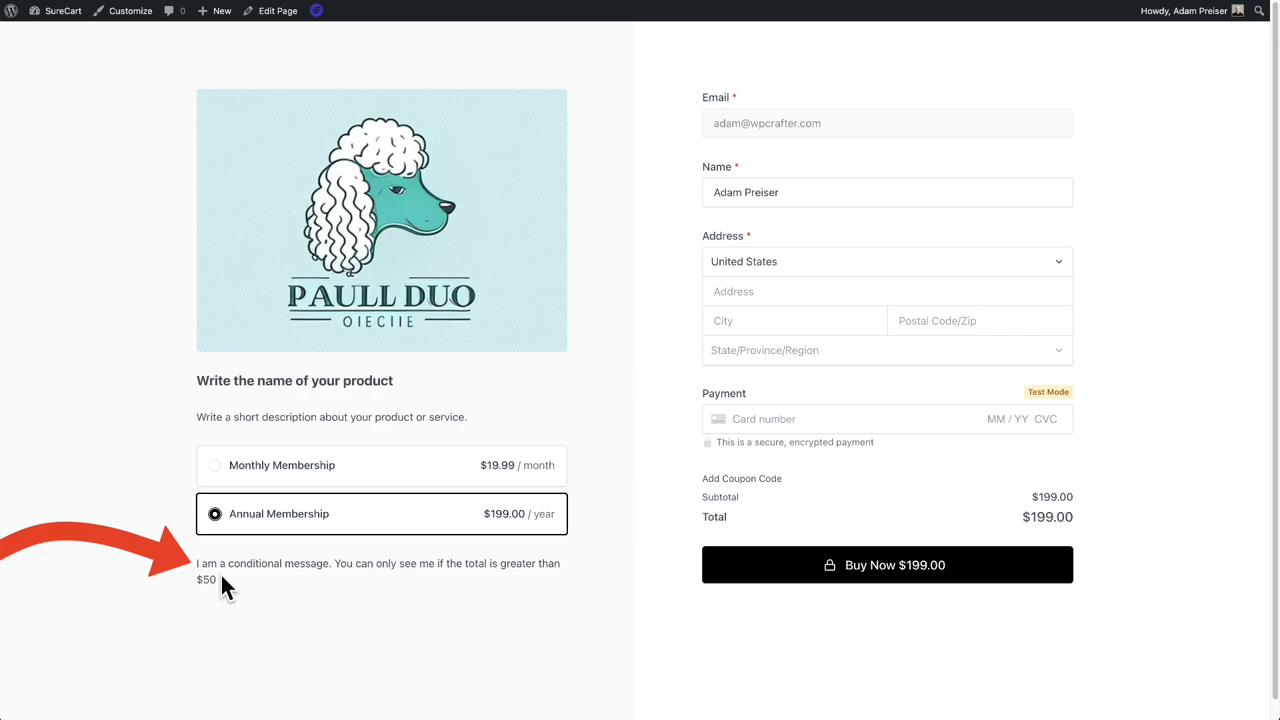 SureCart Customize 0 New Edit Page Howdy, Adam Preiser
PAULL DUO
OIECIIE
Write the name of your product
Write a short description about your product or service.
Monthly Membership $19.99 / month
Annual Membership $199.00 / year
I am a conditional message. You can only see me if the total is greater than
$50
Email *
adam@wpcrafter.com
Name *
Adam Preiser
Address *
United States
Address
City Postal Code/Zip
State/Province/Region
Payment Test Mode
Card number MM / YY CVC
This is a secure, encrypted payment
Add Coupon Code
Subtotal $199.00
Total $199.00
Buy Now $199.00